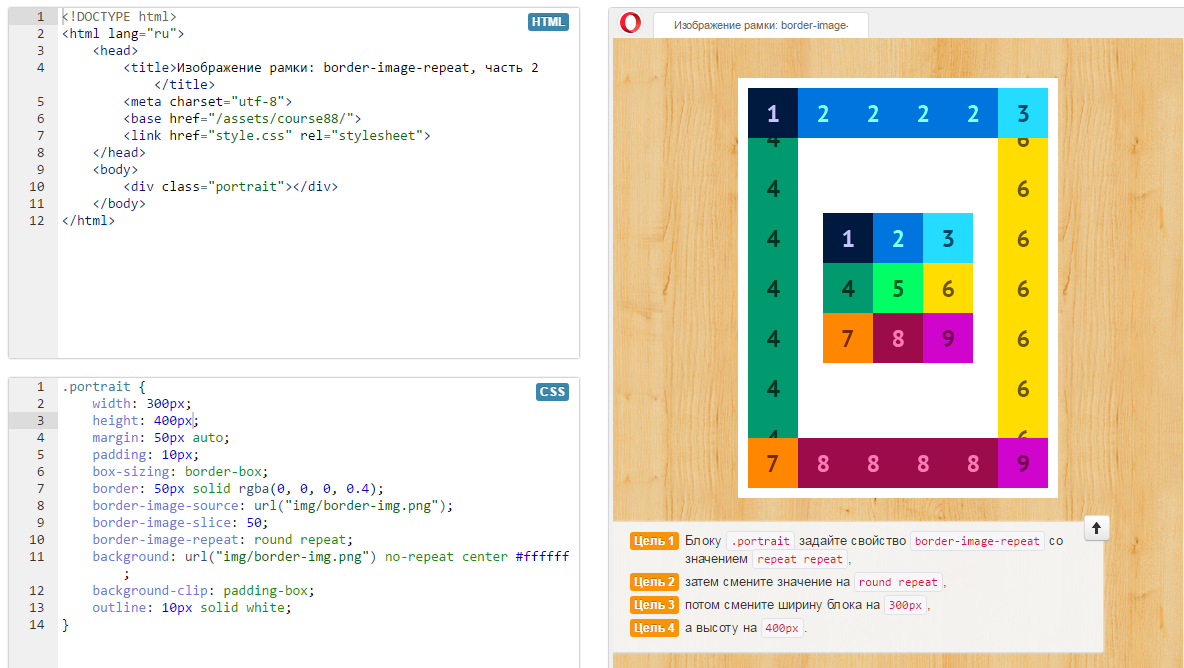 1 <!DOCTYPE html>
HTML
2 <html lang="ru">
3 <head>
4 <title>Изображение рамки: border-image-repeat, часть 2
</title>
5 <meta charset="utf-8">
6 <base href="/assets/course88/">
7 <link href="style.css" rel="stylesheet">
8 </head>
9 <body>
10 <div class="portrait"></div>
11 </body>
12 </html>
1 .portrait {
CSS
2 width: 300px;
3 height: 400px;
4 margin: 50px auto;
5 padding: 10px;
6 box-sizing: border-box;
7 border: 50px solid rgba(0, 0, 0, 0.4);
8 border-image-source: url("img/border-img.png");
9 border-image-slice: 50;
10 border-image-repeat: round repeat;
11 background: url("img/border-img.png") no-repeat center #ffffff
;
12 background-clip: padding-box;
13 outline: 10px solid white;
14 }
Изображение рамки: border-image-
1 2 2 2 2 3
4 6
4 6
4 1 2 3 6
4 4 5 6 6
4 7 8 9 6
4 6
4 6
7 8 8 8 8 9
Цель 1 Блоку .portrait задайте свойство border-image-repeat со
значением repeat repeat,
Цель 2 затем смените значение на round repeat,
Цель 3 потом смените ширину блока на 300px,
Цель 4 а высоту на 400px.